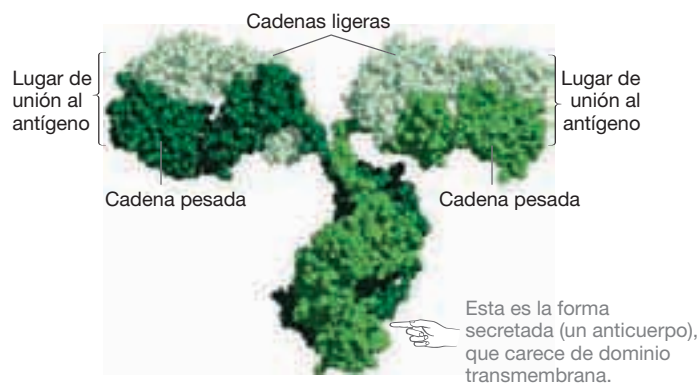 Cadenas ligeras
Lugar de
unión al
antígeno
Lugar de
unión al
antígeno
Cadena pesada
Cadena pesada
Esta es la forma
secretada (un anticuerpo),
que carece de dominio
transmembrana.